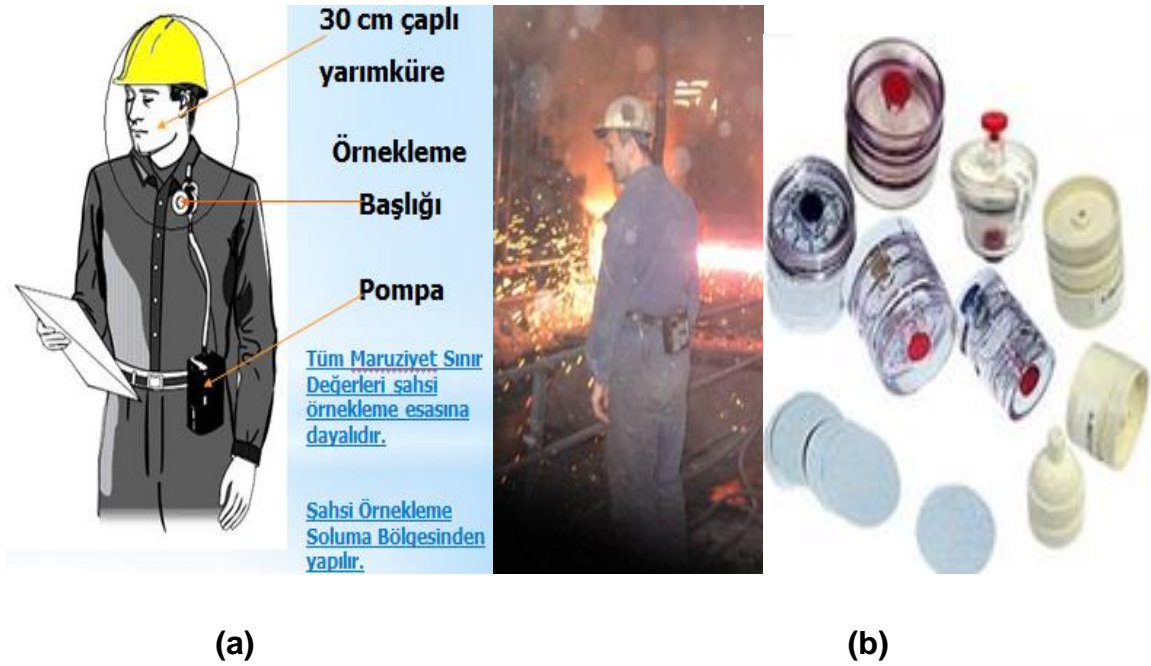 30 cm çaplı
yarımküre
Örnekleme
Başlığı
Pompa
Tüm Maruziyet Sınır
Değerleri şahsi
örnekleme esasına
dayalıdır.
Şahsi Örnekleme
Soluma Bölgesinden
yapılır.
(a)
(b)